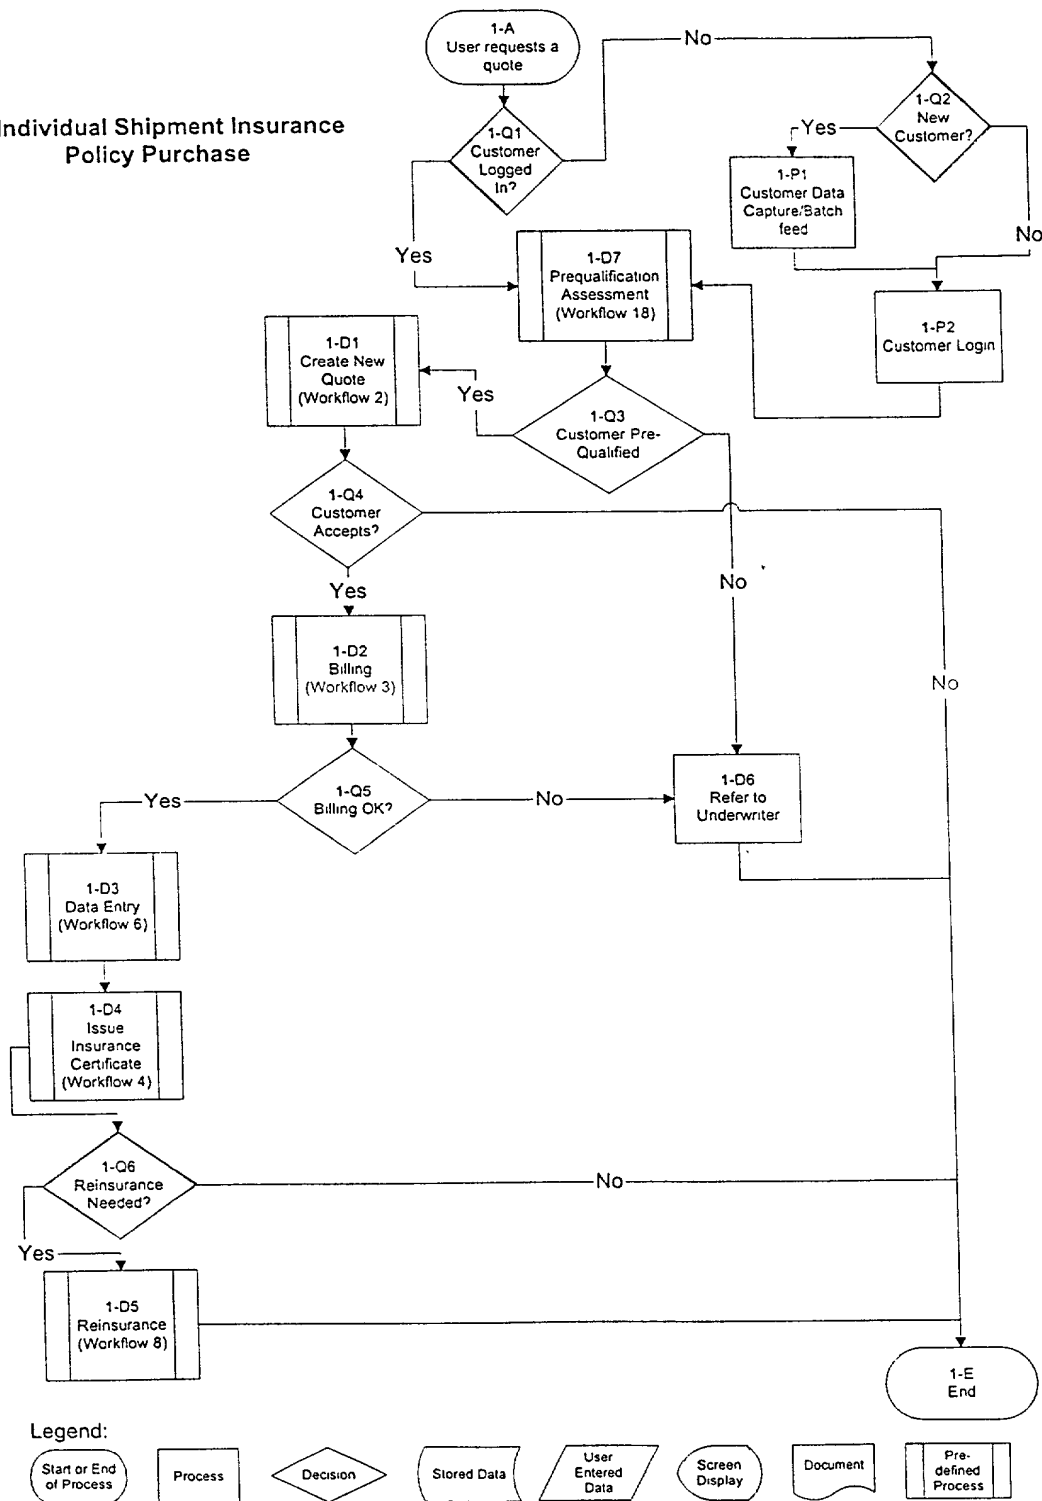 1-A
User requests a
quote
No
Individual Shipment Insurance
Policy Purchase
1-Q1
Customer
Logged
In?
1-Q2
New
Customer?
Yes
1-P1
Customer Data
Capture/Batch
feed
No
Yes
1-D7
Prequalification
Assessment
(Workflow 18)
1-P2
Customer Login
1-D1
Create New
Quote
(Workflow 2)
Yes
1-Q3
Customer Pre-
Qualified
1-Q4
Customer
Accepts?
No
Yes
1-D2
Billing
(Workflow 3)
No
1-Q5
Billing OK?
Yes
No
1-D6
Refer to
Underwriter
1-D3
Data Entry
(Workflow 6)
1-D4
Issue
Insurance
Certificate
(Workflow 4)
1-Q6
Reinsurance
Needed?
No
Yes
1-D5
Reinsurance
(Workflow 8)
1-E
End
Legend:
Start or End
of Process
Process
Decision
Stored Data
User
Entered
Data
Screen
Display
Document
Pre-
defined
Process